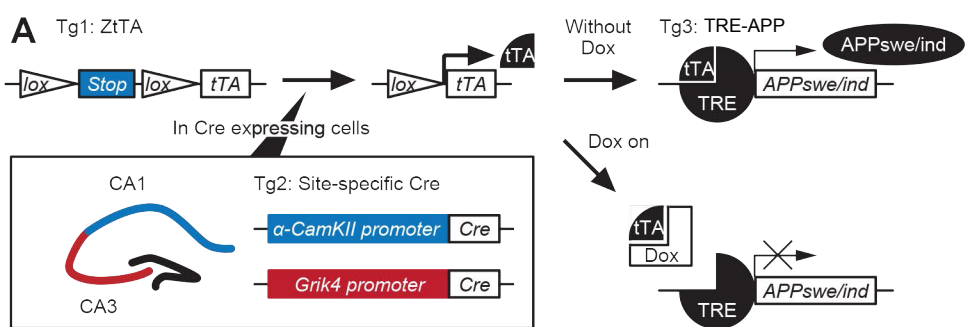 A Tg1: ZtTA
lox Stop lox tTA
lox tTA
tTA
Without
Dox
Tg3: TRE-APP
APPswe/ind
tTA
TRE
APPswe/ind
In Cre expressing cells
Dox on
CA1
CA3
Tg2: Site-specific Cre
α-CamKII promoter Cre
Grik4 promoter Cre
tTA
Dox
TRE
APPswe/ind